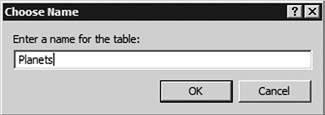 Choose Name
Enter a name for the table:
Planets
OK
Cancel